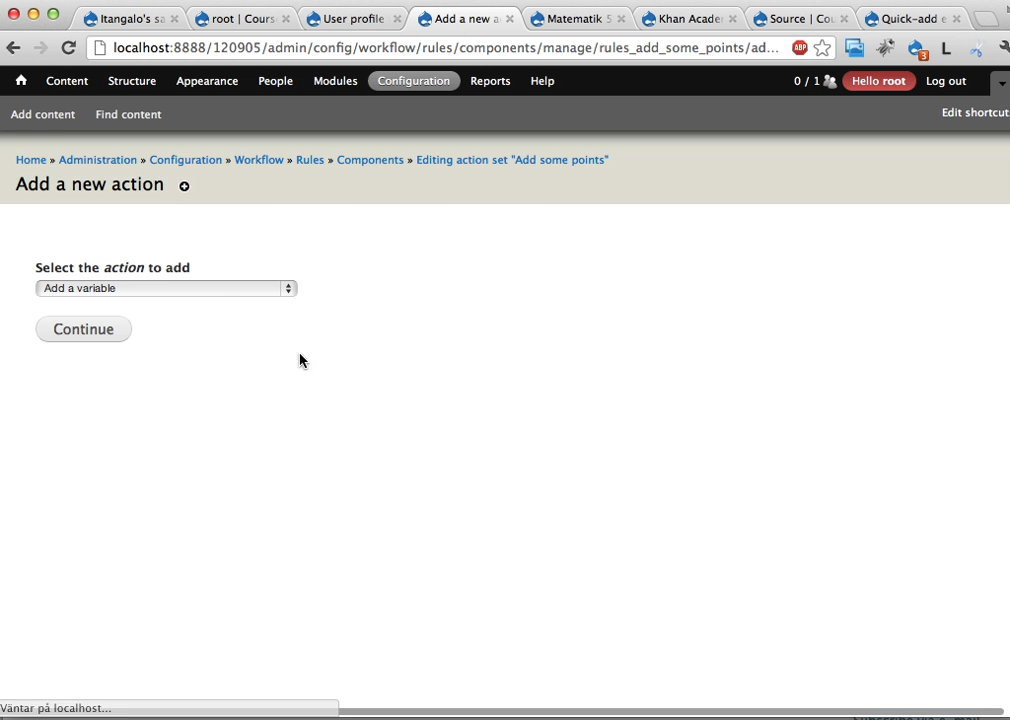 Itangalo's sa
root | Cours
User profile
Add a new a
Matematik 5
Khan Acade
Source | Cou
Quick-add e
localhost:8888/120905/admin/config/workflow/rules/components/manage/rules_add_some_points/ad...
ABP
3
L
Content
Structure
Appearance
People
Modules
Configuration
Reports
Help
0 / 1
Hello root
Log out
Add content
Find content
Edit shortcut
Home » Administration » Configuration » Workflow » Rules » Components » Editing action set "Add some points"
Add a new action
Select the action to add
Add a variable
Continue
Väntar på localhost...